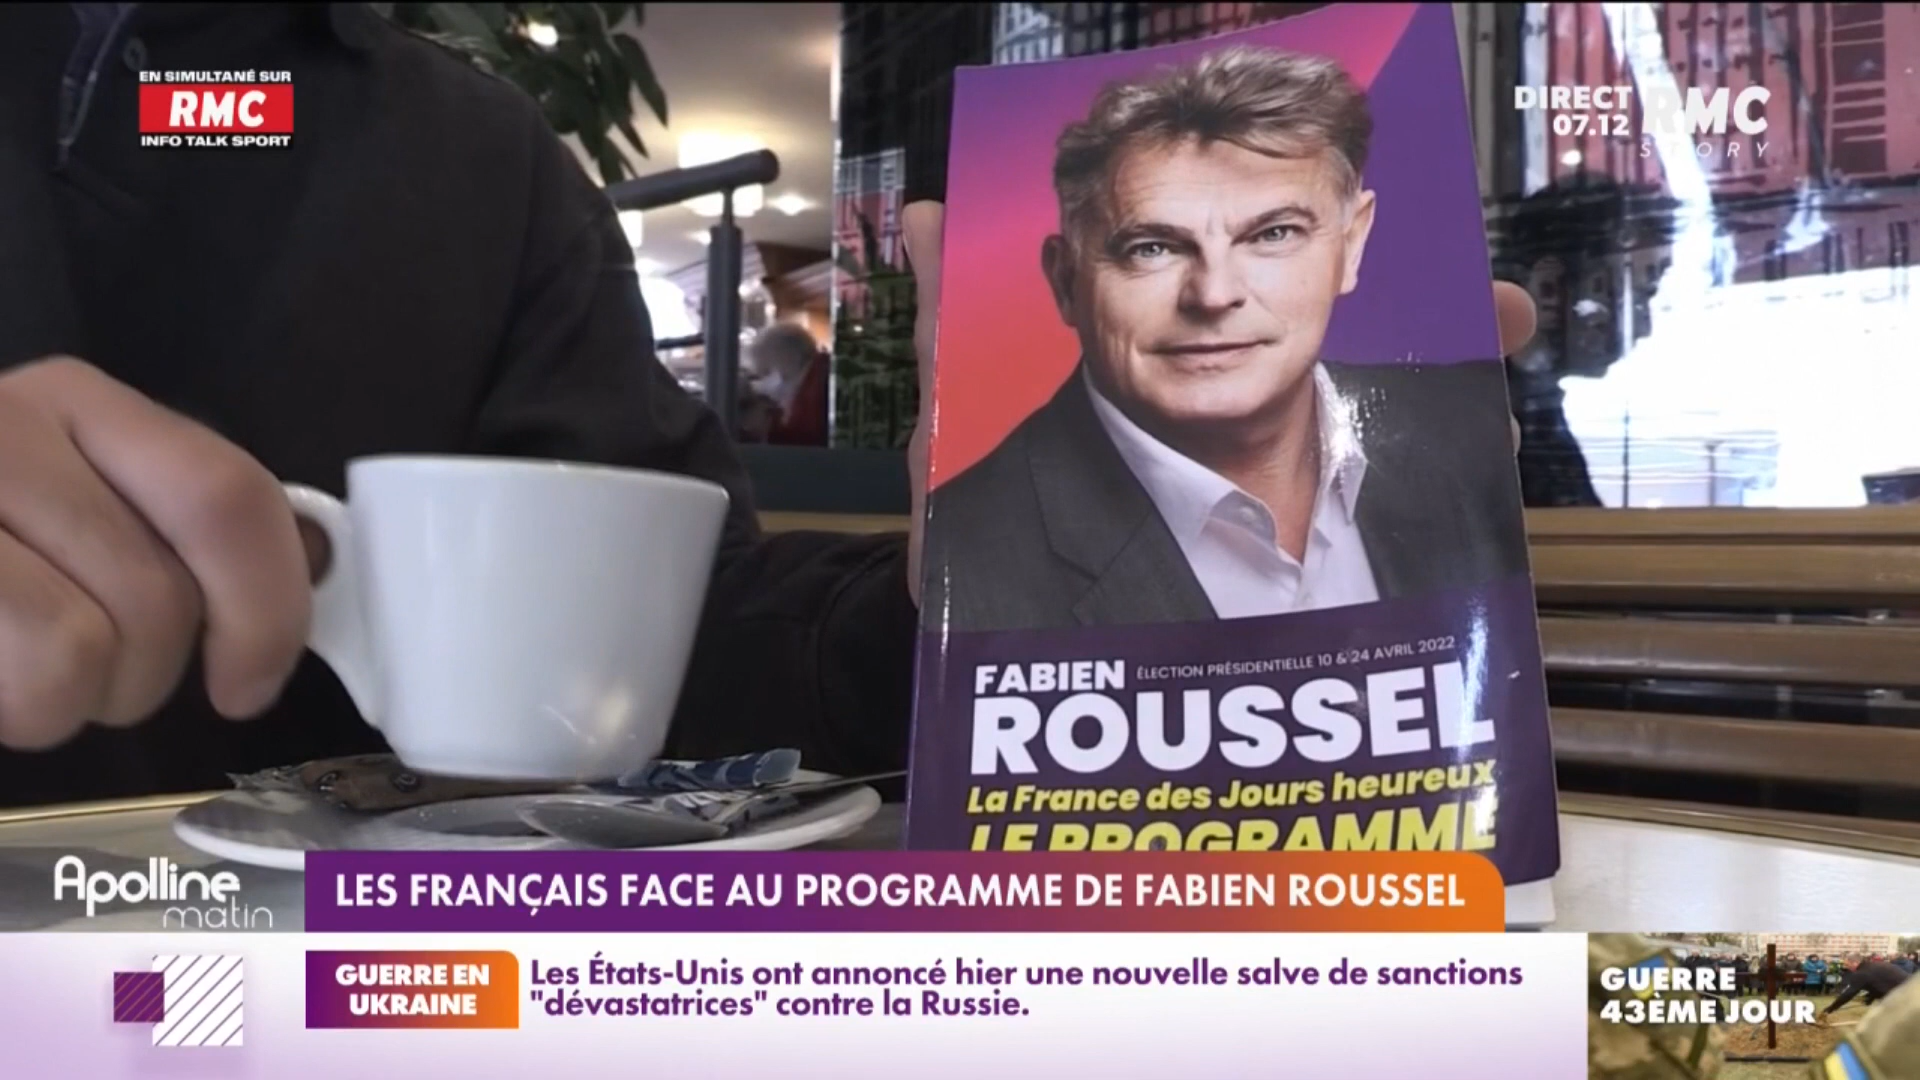 EN SIMULTANÉ SUR
RMC
INFO TALK SPORT
DIRECT
07.12
RMC
STORY
FABIEN
ÉLECTION PRÉSIDENTIELLE 10 & 24 AVRIL 2022
ROUSSEL
La France des Jours heureux
LE PROGRAMME
Apolline
matin
LES FRANÇAIS FACE AU PROGRAMME DE FABIEN ROUSSEL
GUERRE EN
UKRAINE
Les États-Unis ont annoncé hier une nouvelle salve de sanctions
"dévastatrices" contre la Russie.
GUERRE
43ÈME JOUR